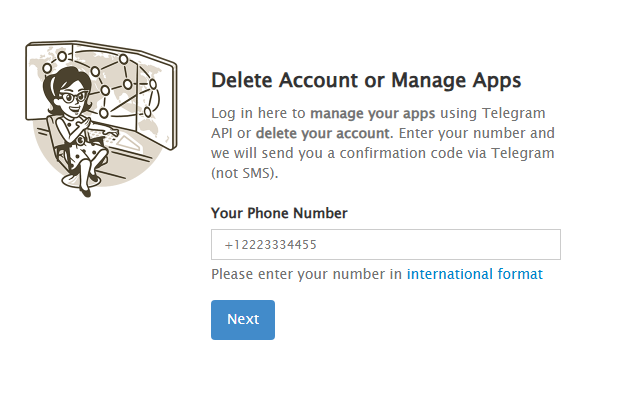 Delete Account or Manage Apps
Log in here to manage your apps using Telegram
API or delete your account. Enter your number and
we will send you a confirmation code via Telegram
(not SMS).
Your Phone Number
+12223334455
Please enter your number in international format
Next